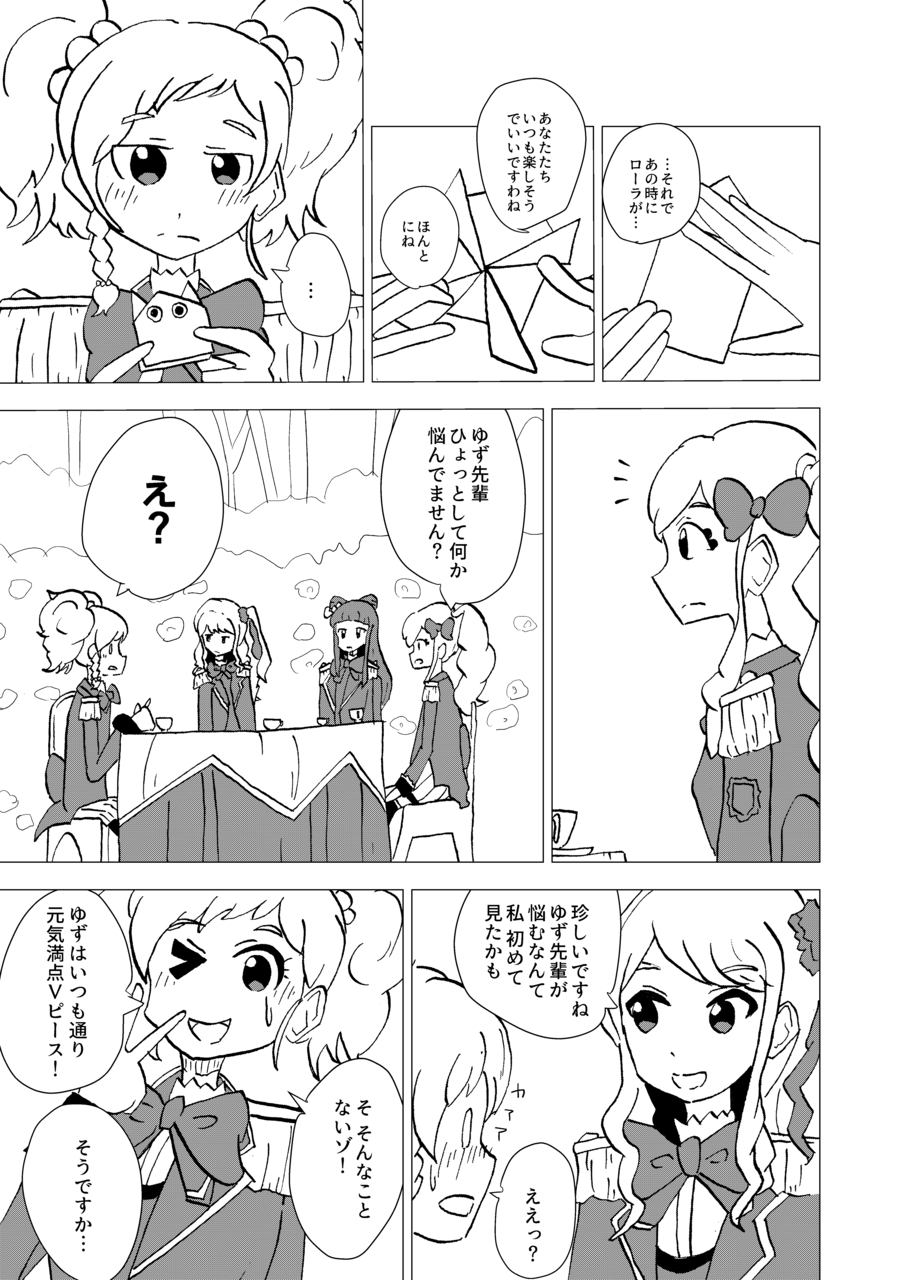 …それで
あの時に
ローラが…
あなたたち
いつも楽しそう
でいいですわね
ほんと
にね
…
ゆず先輩
ひょっとして何か
悩んでません？
え？
珍しいですね
ゆず先輩が
悩むなんて
私 初めて
見たかも
カァァ
ええっ？
そ そんなこと
ないゾ！
ゆずはいつも通り
元気満点Vピース！
そうですか…